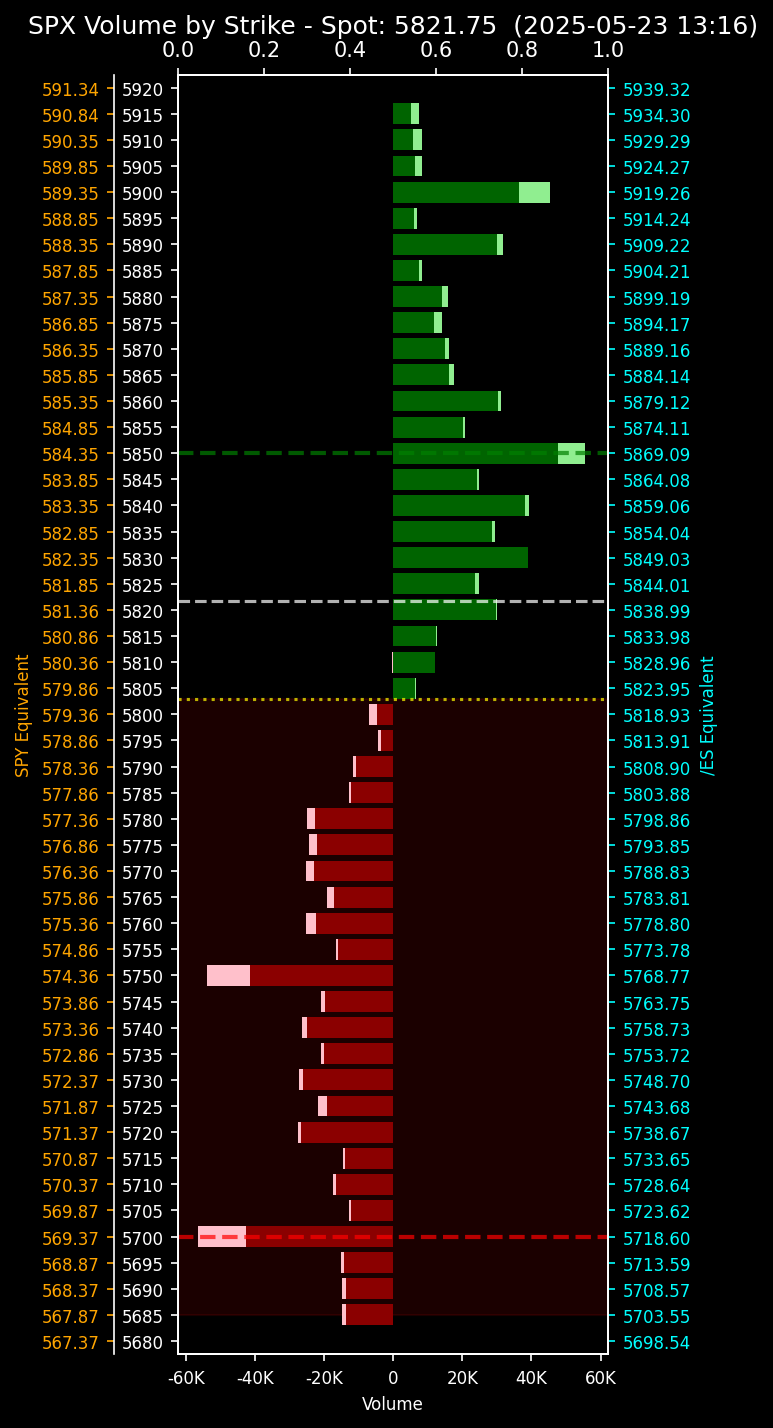 SPX Volume by Strike - Spot: 5821.75 (2025-05-23 13:16)
0.0 0.2 0.4 0.6 0.8 1.0
591.34 5920 5939.32
590.84 5915 5934.30
590.35 5910 5929.29
589.85 5905 5924.27
589.35 5900 5919.26
588.85 5895 5914.24
588.35 5890 5909.22
587.85 5885 5904.21
587.35 5880 5899.19
586.85 5875 5894.17
586.35 5870 5889.16
585.85 5865 5884.14
585.35 5860 5879.12
584.85 5855 5874.11
584.35 5850 5869.09
583.85 5845 5864.08
583.35 5840 5859.06
582.85 5835 5854.04
582.35 5830 5849.03
581.85 5825 5844.01
581.36 5820 5838.99
580.86 5815 5833.98
580.36 5810 5828.96
579.86 5805 5823.95
579.36 5800 5818.93
578.86 5795 5813.91
578.36 5790 5808.90
577.86 5785 5803.88
577.36 5780 5798.86
576.86 5775 5793.85
576.36 5770 5788.83
575.86 5765 5783.81
575.36 5760 5778.80
574.86 5755 5773.78
574.36 5750 5768.77
573.86 5745 5763.75
573.36 5740 5758.73
572.86 5735 5753.72
572.37 5730 5748.70
571.87 5725 5743.68
571.37 5720 5738.67
570.87 5715 5733.65
570.37 5710 5728.64
569.87 5705 5723.62
569.37 5700 5718.60
568.87 5695 5713.59
568.37 5690 5708.57
567.87 5685 5703.55
567.37 5680 5698.54
SPY Equivalent
/ES Equivalent
-60K -40K -20K 0 20K 40K 60K
Volume